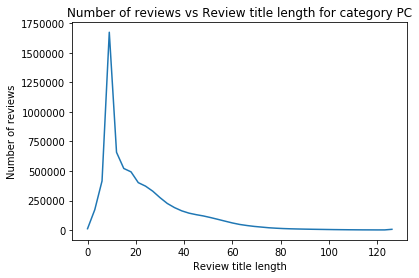 Number of reviews vs Review title length for category PC
1750000
1500000
1250000
1000000
750000
500000
250000
0
Number of reviews
0 20 40 60 80 100 120
Review title length